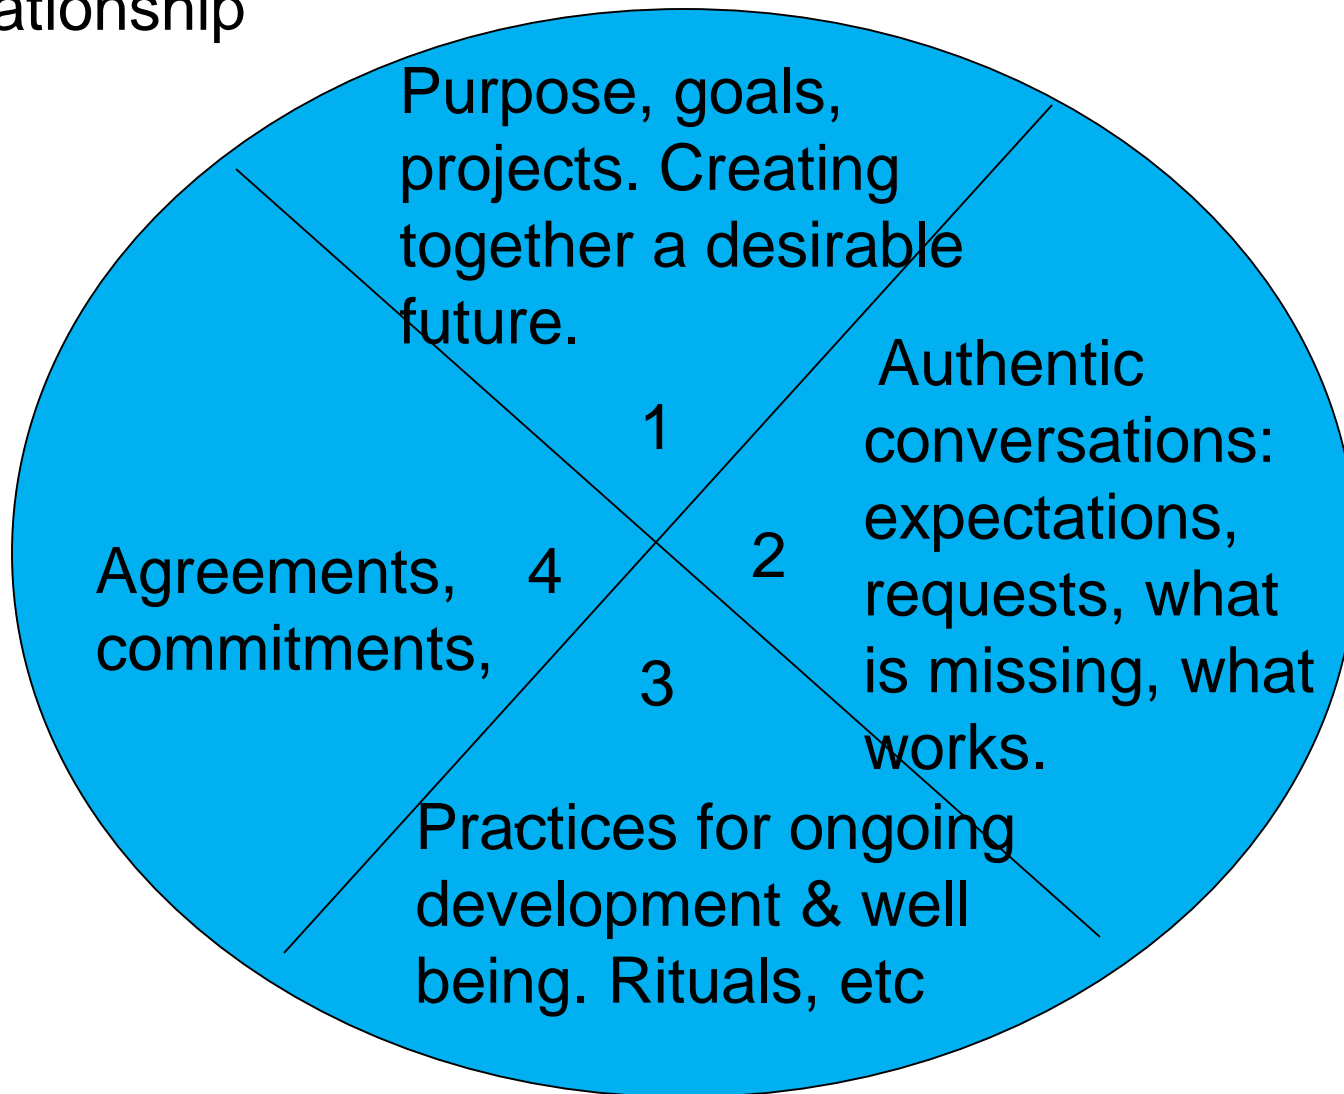 ationship
Purpose, goals,
projects. Creating
together a desirable
future.
1
Authentic
conversations:
expectations,
requests, what
is missing, what
works.
2
Agreements,
commitments,
4
3
Practices for ongoing
development & well
being. Rituals, etc